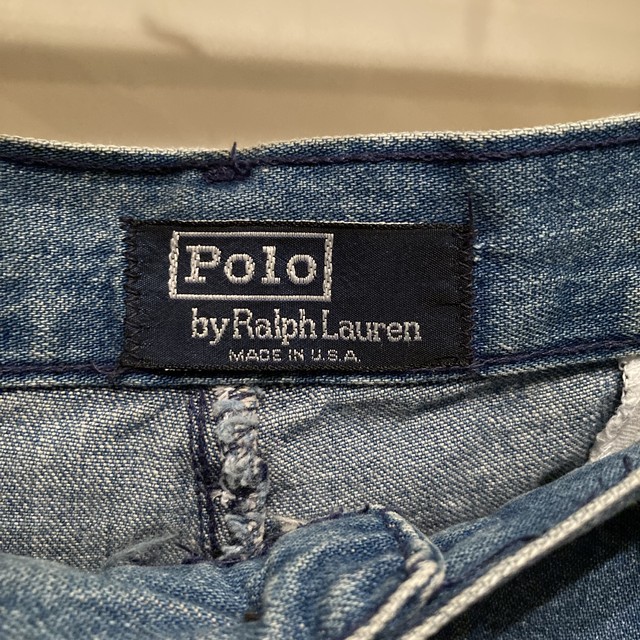 Polo
by Ralph Lauren
MADE IN U.S.A.